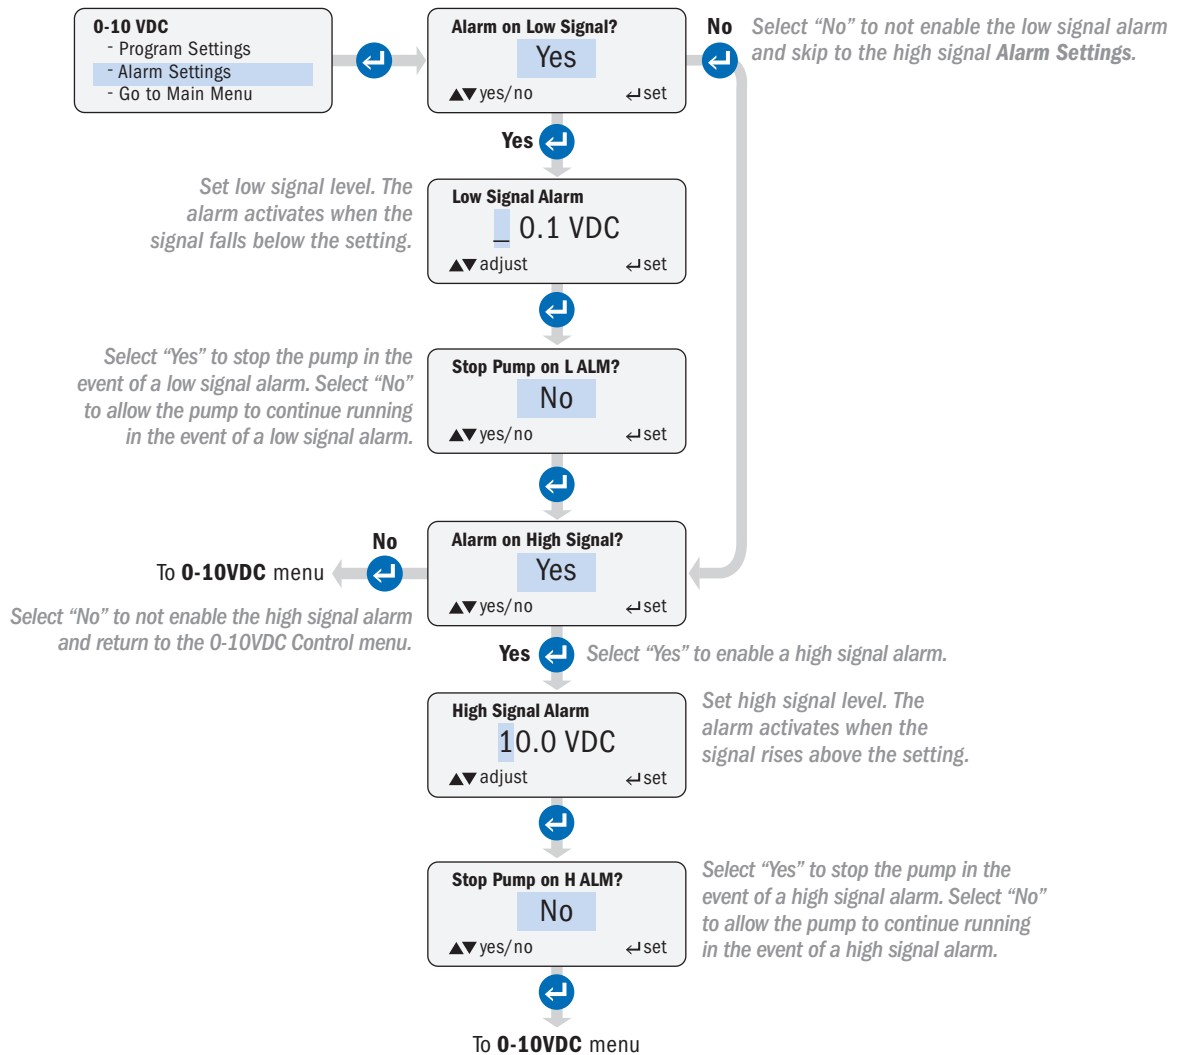 0-10 VDC
- Program Settings
- Alarm Settings
- Go to Main Menu
Alarm on Low Signal?
Yes
▲▼ yes/no ↵ set
No
Select “No” to not enable the low signal alarm
and skip to the high signal Alarm Settings.
Yes
Set low signal level. The
alarm activates when the
signal falls below the setting.
Low Signal Alarm
_ 0.1 VDC
▲▼ adjust ↵ set
Select “Yes” to stop the pump in the
event of a low signal alarm. Select “No”
to allow the pump to continue running
in the event of a low signal alarm.
Stop Pump on L ALM?
No
▲▼ yes/no ↵ set
Alarm on High Signal?
Yes
▲▼ yes/no ↵ set
No
To 0-10VDC menu
Select “No” to not enable the high signal alarm
and return to the 0-10VDC Control menu.
Yes
Select “Yes” to enable a high signal alarm.
High Signal Alarm
10.0 VDC
▲▼ adjust ↵ set
Set high signal level. The
alarm activates when the
signal rises above the setting.
Stop Pump on H ALM?
No
▲▼ yes/no ↵ set
Select “Yes” to stop the pump in the
event of a high signal alarm. Select “No”
to allow the pump to continue running
in the event of a high signal alarm.
To 0-10VDC menu